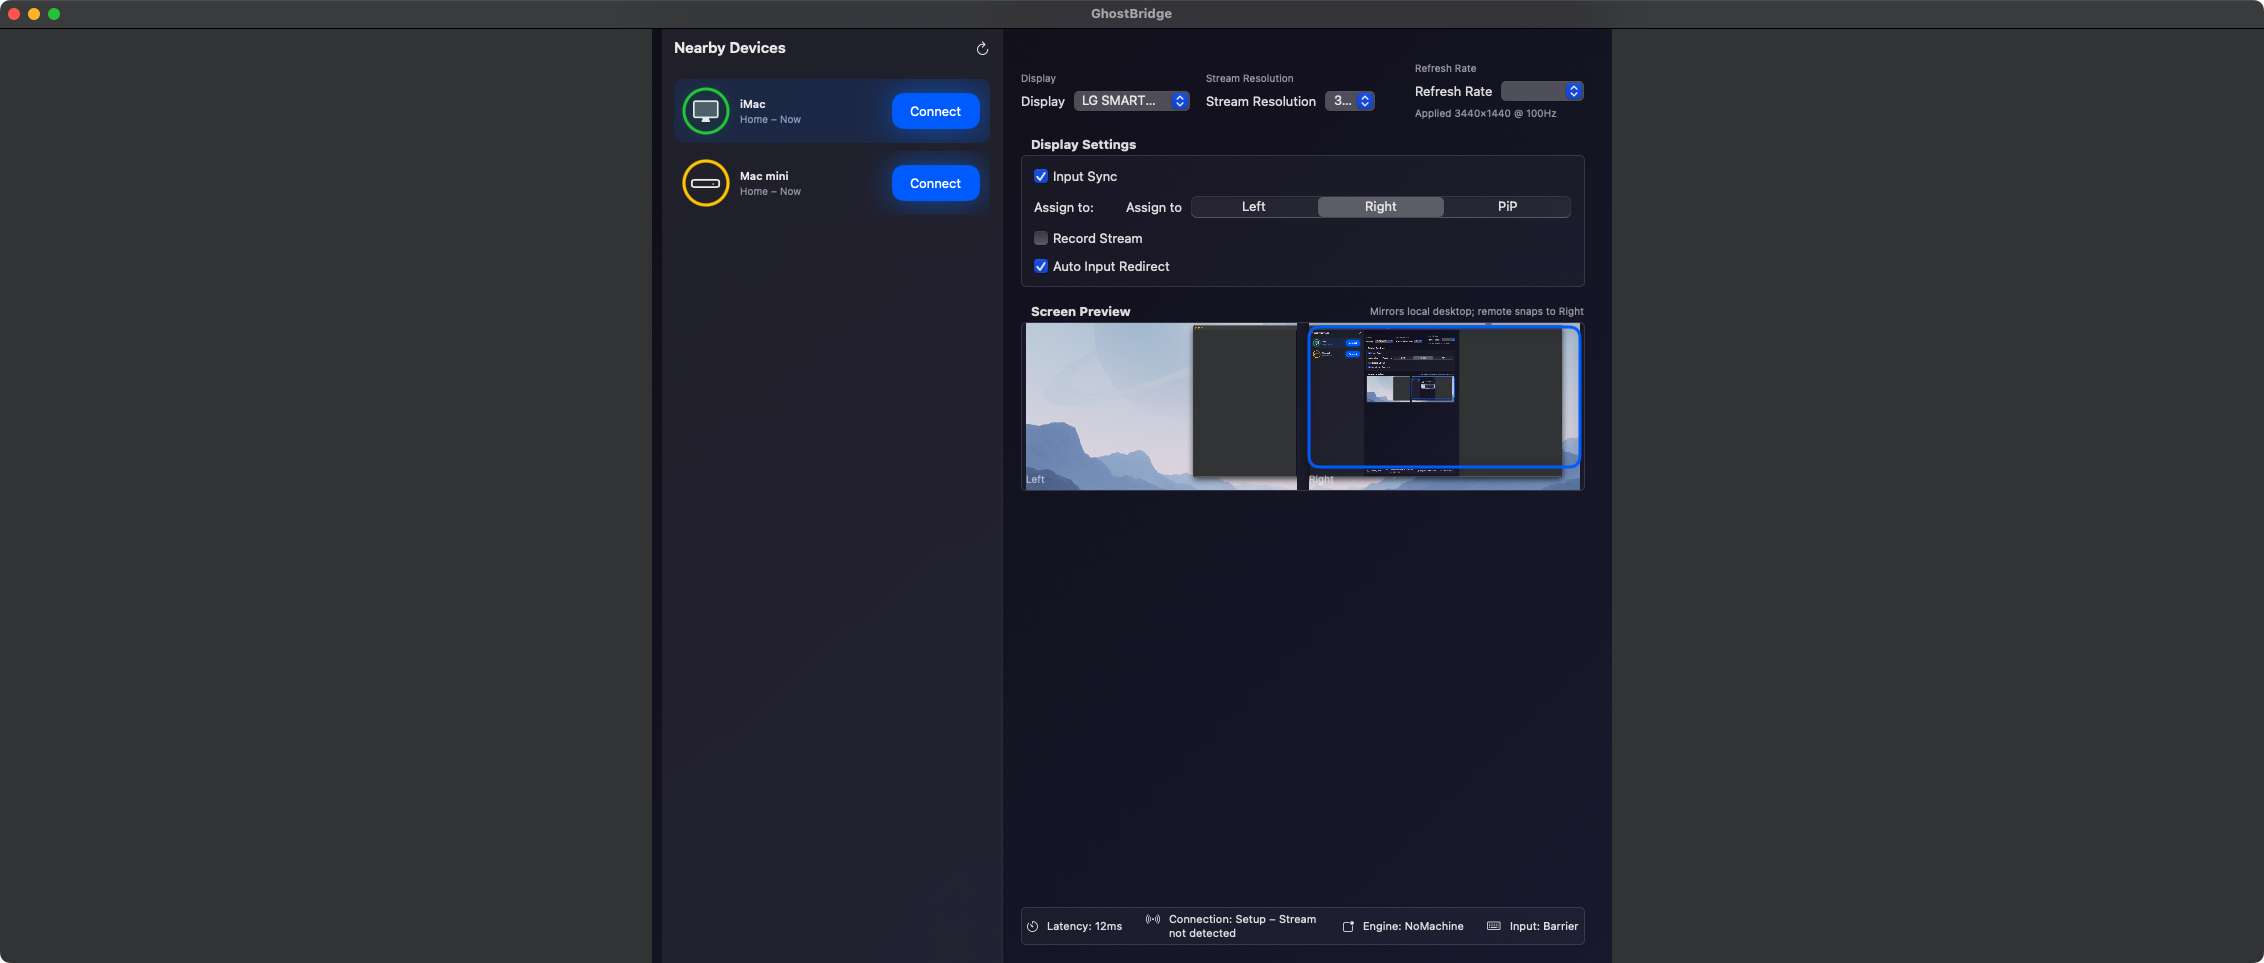 GhostBridge
Nearby Devices
iMac
Home – Now
Connect
Mac mini
Home – Now
Connect
Display
Display LG SMART...
Stream Resolution
Stream Resolution 3...
Refresh Rate
Refresh Rate
Applied 3440×1440 @ 100Hz
Display Settings
Input Sync
Assign to: Assign to Left Right PiP
Record Stream
Auto Input Redirect
Screen Preview
Mirrors local desktop; remote snaps to Right
Left
Right
Latency: 12ms
Connection: Setup – Stream
not detected
Engine: NoMachine
Input: Barrier